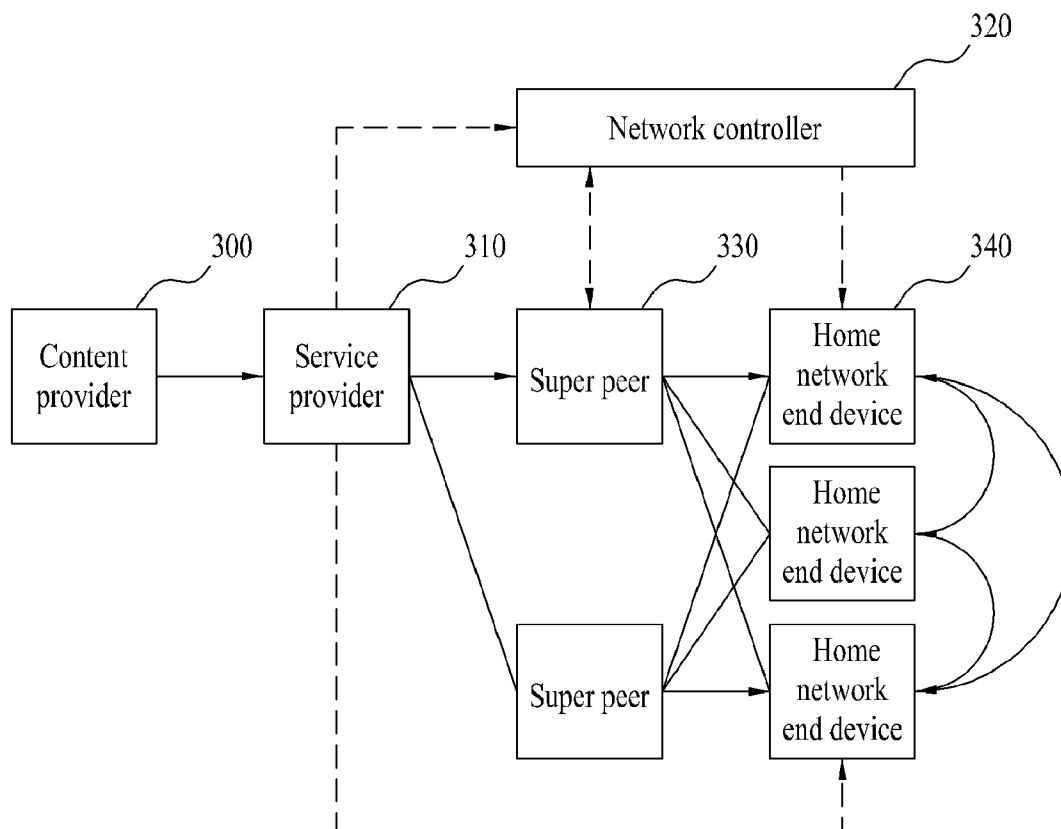 320
Network controller
300
310
330
340
Content
provider
Service
provider
Super peer
Home
network
end device
Home
network
end device
Super peer
Home
network
end device